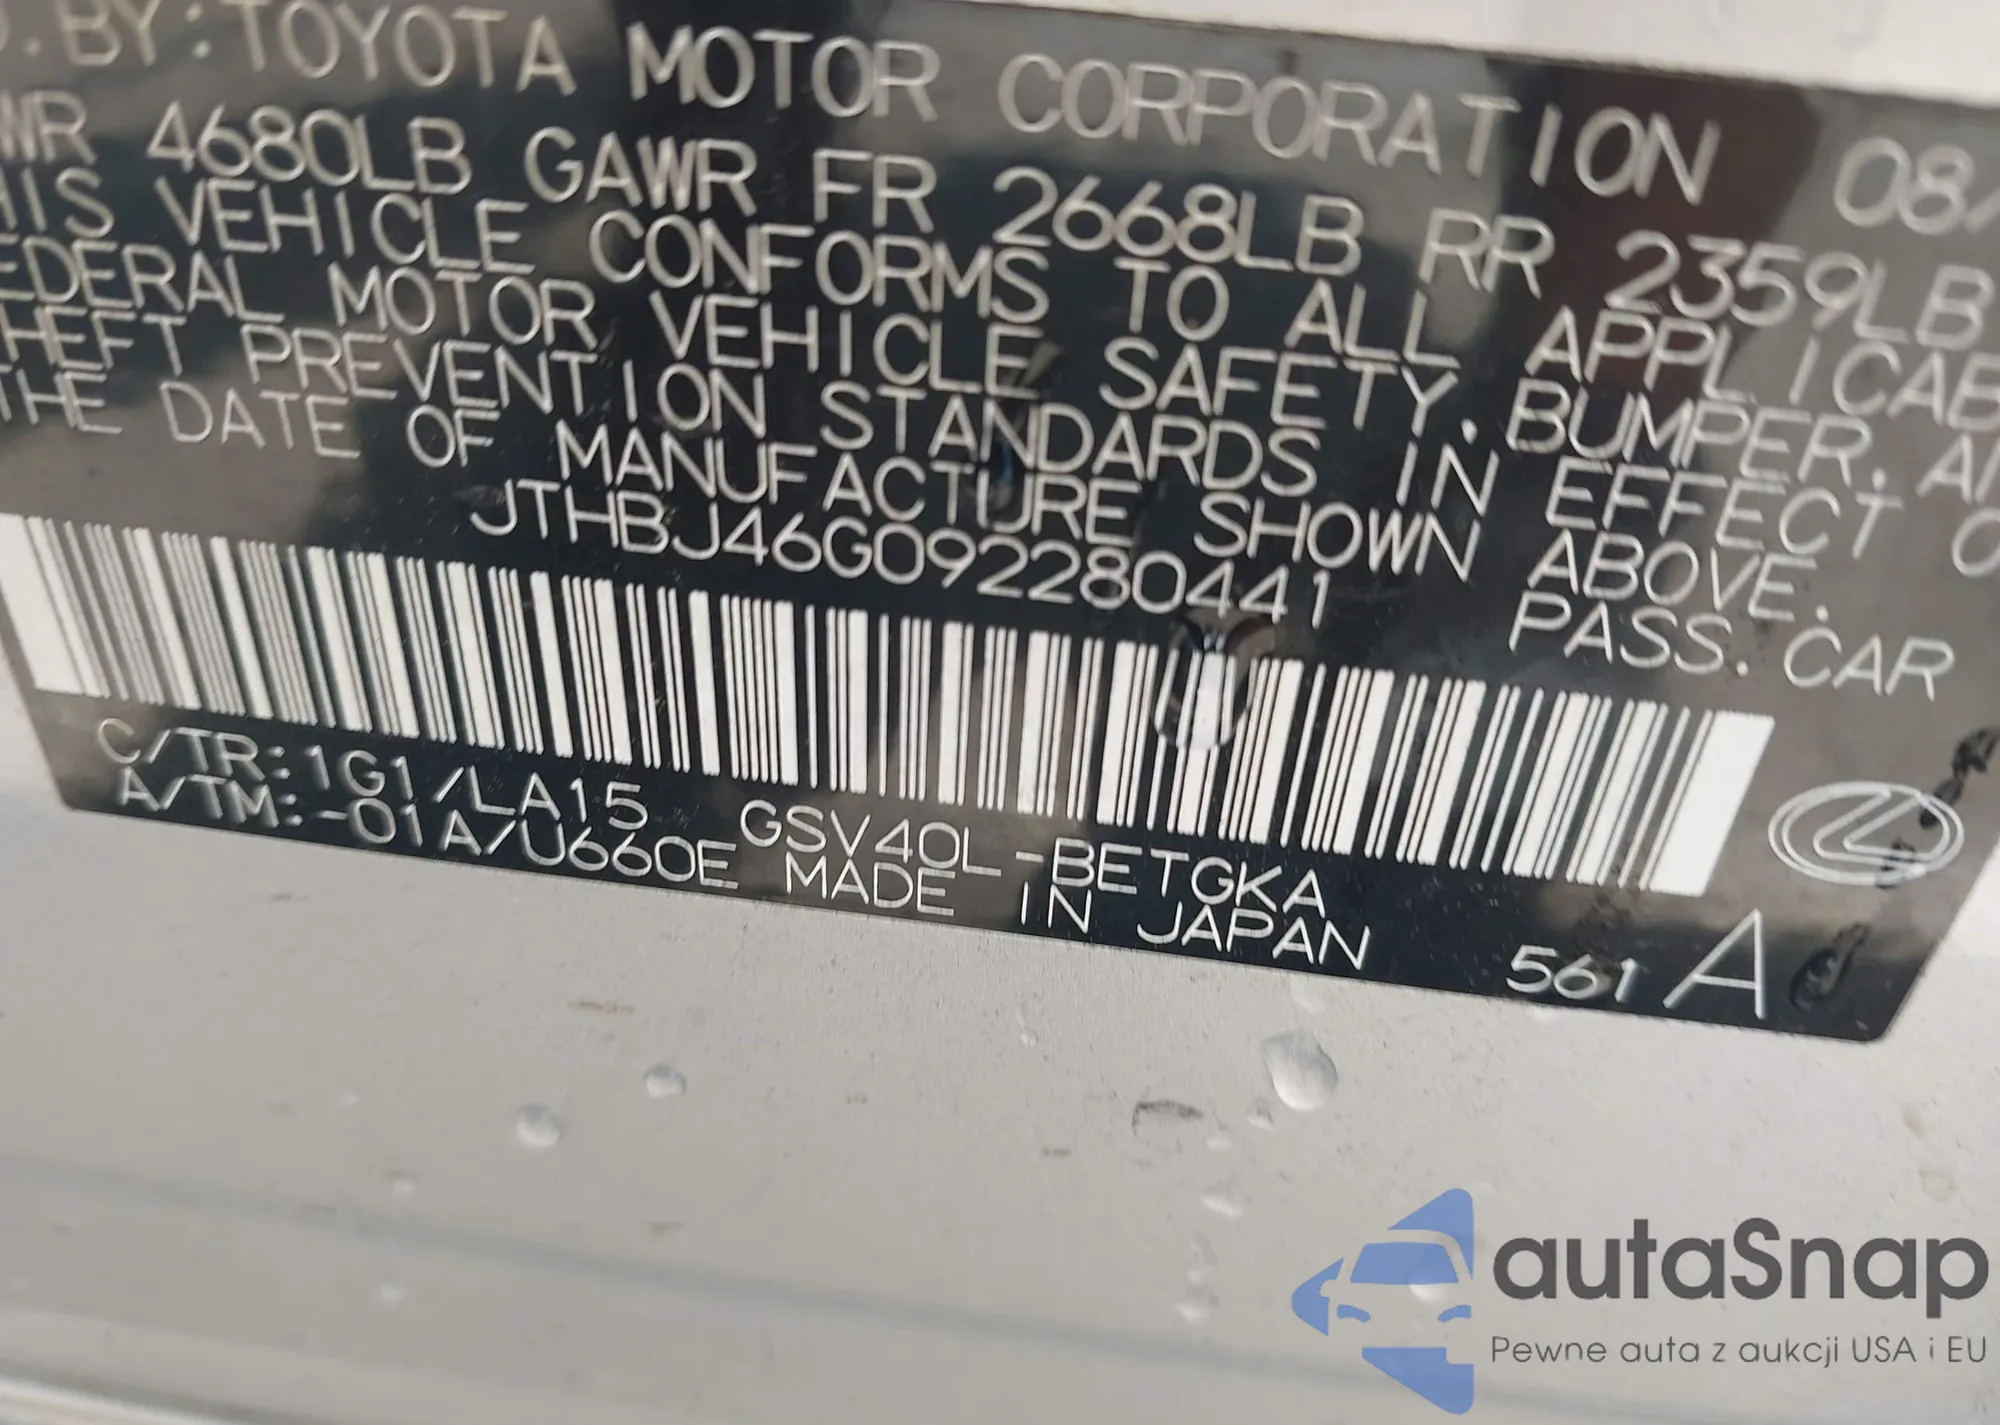 D. BY: TOYOTA MOTOR CORPORATION 08/
WR 4680LB GAWR FR 2668LB RR 2359LB
HIS VEHICLE CONFORMS TO ALL APPLICAB
EDERAL MOTOR VEHICLE SAFETY. BUMPER. AN
HEFT PREVENTION STANDARDS IN EFFECT O
THE DATE OF MANUFACTURE SHOWN ABOVE.
JTHBJ46G092280441 PASS. CAR
C/TR:1G1/LA15 GSV40L-BETGKA
A/TM:-01A/U660E MADE IN JAPAN 561 A
autaSnap
Pewne auta z aukcji USA i EU